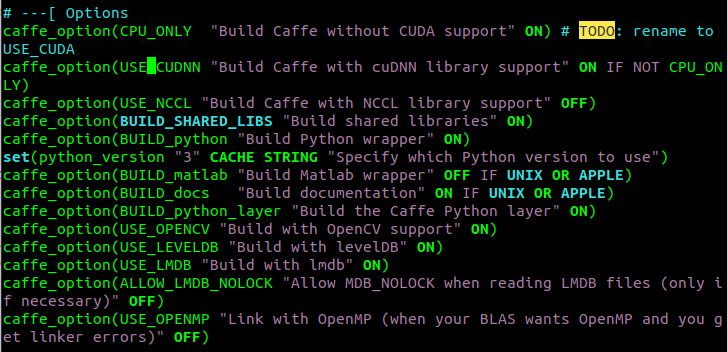 # ---[ Options
caffe_option(CPU_ONLY  "Build Caffe without CUDA support" ON) # TODO: rename to
USE_CUDA
caffe_option(USE_CUDNN "Build Caffe with cuDNN library support" ON IF NOT CPU_ON
LY)
caffe_option(USE_NCCL "Build Caffe with NCCL library support" OFF)
caffe_option(BUILD_SHARED_LIBS "Build shared libraries" ON)
caffe_option(BUILD_python "Build Python wrapper" ON)
set(python_version "3" CACHE STRING "Specify which Python version to use")
caffe_option(BUILD_matlab "Build Matlab wrapper" OFF IF UNIX OR APPLE)
caffe_option(BUILD_docs   "Build documentation" ON IF UNIX OR APPLE)
caffe_option(BUILD_python_layer "Build the Caffe Python layer" ON)
caffe_option(USE_OPENCV "Build with OpenCV support" ON)
caffe_option(USE_LEVELDB "Build with levelDB" ON)
caffe_option(USE_LMDB "Build with lmdb" ON)
caffe_option(ALLOW_LMDB_NOLOCK "Allow MDB_NOLOCK when reading LMDB files (only i
f necessary)" OFF)
caffe_option(USE_OPENMP "Link with OpenMP (when your BLAS wants OpenMP and you g
et linker errors)" OFF)